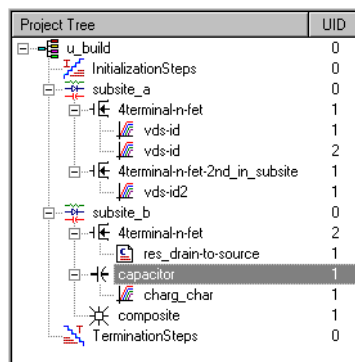 Project Tree UID
u_build 0
InitializationSteps 0
subsite_a 0
4terminal-n-fet 1
vds-id 1
vds-id 2
4terminal-n-fet-2nd_in_subsite 1
vds-id2 1
subsite_b 0
4terminal-n-fet 2
res_drain-to-source 1
capacitor 1
charg_char 1
composite 1
TerminationSteps 0